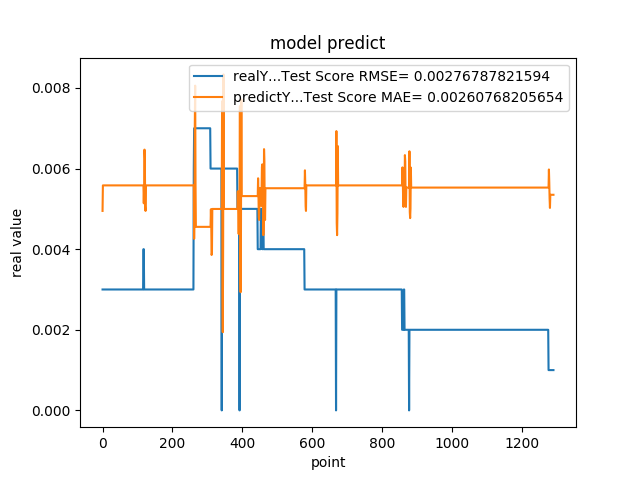 model predict
realY...Test Score RMSE= 0.00276787821594
predictY...Test Score MAE= 0.00260768205654
0.008
0.006
0.004
0.002
0.000
real value
0 200 400 600 800 1000 1200
point